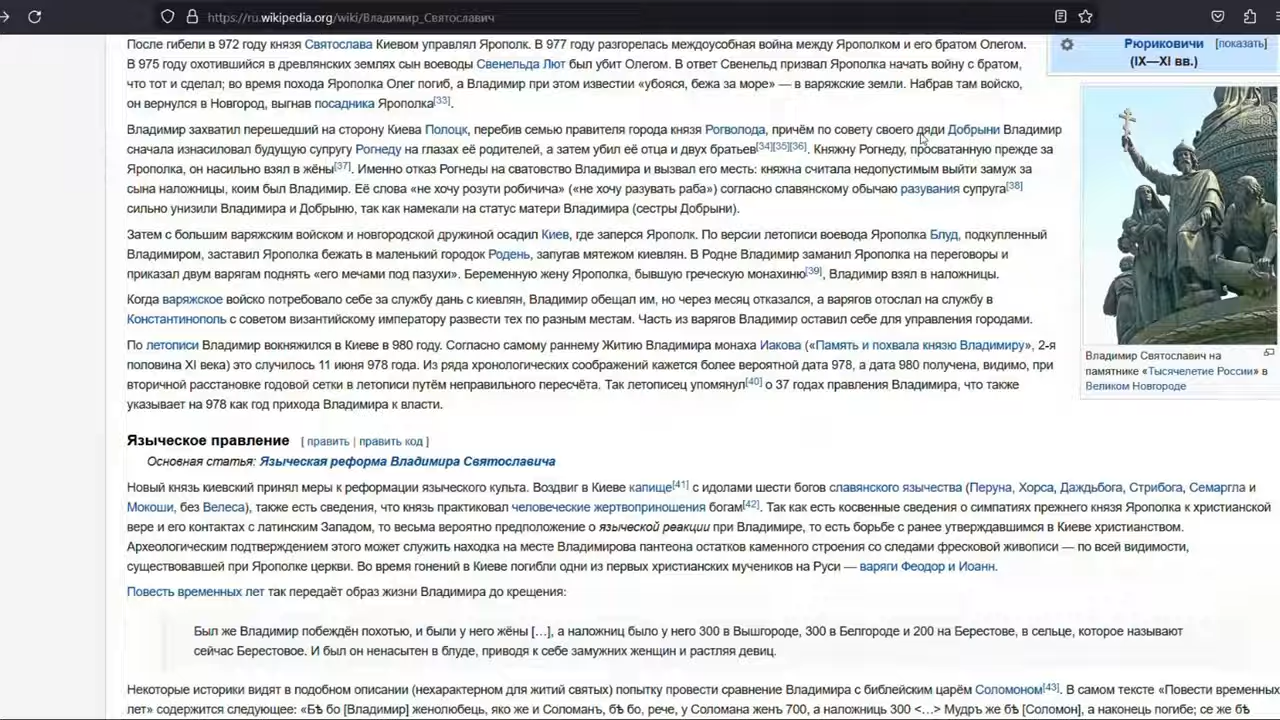 https://ru.wikipedia.org/wiki/Владимир_Святославич
После гибели в 972 году князя Святослава Киевом управлял Ярополк. В 977 году разгорелась междоусобная война между Ярополком и его братом Олегом.
В 975 году охотившийся в древлянских землях сын воеводы Свенельда Лют был убит Олегом. В ответ Свенельд призвал Ярополка начать войну с братом,
что тот и сделал; во время похода Ярополка Олег погиб, а Владимир при этом известии «убояся, бежа за море» — в варяжские земли. Набрав там войско,
он вернулся в Новгород, выгнав посадника Ярополка[33].
Владимир захватил перешедший на сторону Киева Полоцк, перебив семью правителя города князя Рогволода, причём по совету своего дяди Добрыни Владимир
сначала изнасиловал будущую супругу Рогнеду на глазах её родителей, а затем убил её отца и двух братьев[34][35][36]. Княжну Рогнеду, просватанную прежде за
Ярополка, он насильно взял в жёны[37]. Именно отказ Рогнеды на сватовство Владимира и вызвал его месть: княжна считала недопустимым выйти замуж за
сына наложницы, коим был Владимир. Её слова «не хочу розути робичича» («не хочу разувать раба») согласно славянскому обычаю разувания супруга[38]
сильно унизили Владимира и Добрыню, так как намекали на статус матери Владимира (сестры Добрыни).
Затем с большим варяжским войском и новгородской дружиной осадил Киев, где заперся Ярополк. По версии летописи воевода Ярополка Блуд, подкупленный
Владимиром, заставил Ярополка бежать в маленький городок Родень, запугав мятежом киевлян. В Родне Владимир заманил Ярополка на переговоры и
приказал двум варягам поднять «его мечами под пазухи». Беременную жену Ярополка, бывшую греческую монахиню[39], Владимир взял в наложницы.
Когда варяжское войско потребовало себе за службу дань с киевлян, Владимир обещал им, но через месяц отказался, а варягов отослал на службу в
Константинополь с советом византийскому императору развести тех по разным местам. Часть из варягов Владимир оставил себе для управления городами.
По летописи Владимир вокняжился в Киеве в 980 году. Согласно самому раннему Житию Владимира монаха Иакова («Память и похвала князю Владимиру», 2-я
половина XI века) это случилось 11 июня 978 года. Из ряда хронологических соображений кажется более вероятной дата 978, а дата 980 получена, видимо, при
вторичной расстановке годовой сетки в летописи путём неправильного пересчёта. Так летописец упомянул[40] о 37 годах правления Владимира, что также
указывает на 978 как год прихода Владимира к власти.
Рюриковичи [показать]
(IX—XI вв.)
Владимир Святославич на
памятнике «Тысячелетие России» в
Великом Новгороде
Языческое правление [ править | править код ]
Основная статья: Языческая реформа Владимира Святославича
Новый князь киевский принял меры к реформации языческого культа. Воздвиг в Киеве капище[41] с идолами шести богов славянского язычества (Перуна, Хорса, Даждьбога, Стрибога, Семаргла и
Мокоши, без Велеса), также есть сведения, что князь практиковал человеческие жертвоприношения богам[42]. Так как есть косвенные сведения о симпатиях прежнего князя Ярополка к христианской
вере и его контактах с латинским Западом, то весьма вероятно предположение о языческой реакции при Владимире, то есть борьбе с ранее утверждавшимся в Киеве христианством.
Археологическим подтверждением этого может служить находка на месте Владимирова пантеона остатков каменного строения со следами фресковой живописи — по всей видимости,
существовавшей при Ярополке церкви. Во время гонений в Киеве погибли одни из первых христианских мучеников на Руси — варяги Феодор и Иоанн.
Повесть временных лет так передаёт образ жизни Владимира до крещения:
Был же Владимир побеждён похотью, и были у него жёны […], а наложниц было у него 300 в Вышгороде, 300 в Белгороде и 200 на Берестове, в сельце, которое называют
сейчас Берестовое. И был он ненасытен в блуде, приводя к себе замужних женщин и растляя девиц.
Некоторые историки видят в подобном описании (нехарактерном для житий святых) попытку провести сравнение Владимира с библейским царём Соломоном[43]. В самом тексте «Повести временных
лет» содержится следующее: «Бѣ бо [Владимир] женолюбець, яко же и Соломанъ, бѣ бо, рече, у Соломана женъ 700, а наложниц 300 <...> Мудръ же бѣ [Соломон], а наконець погибе; се же бѣ